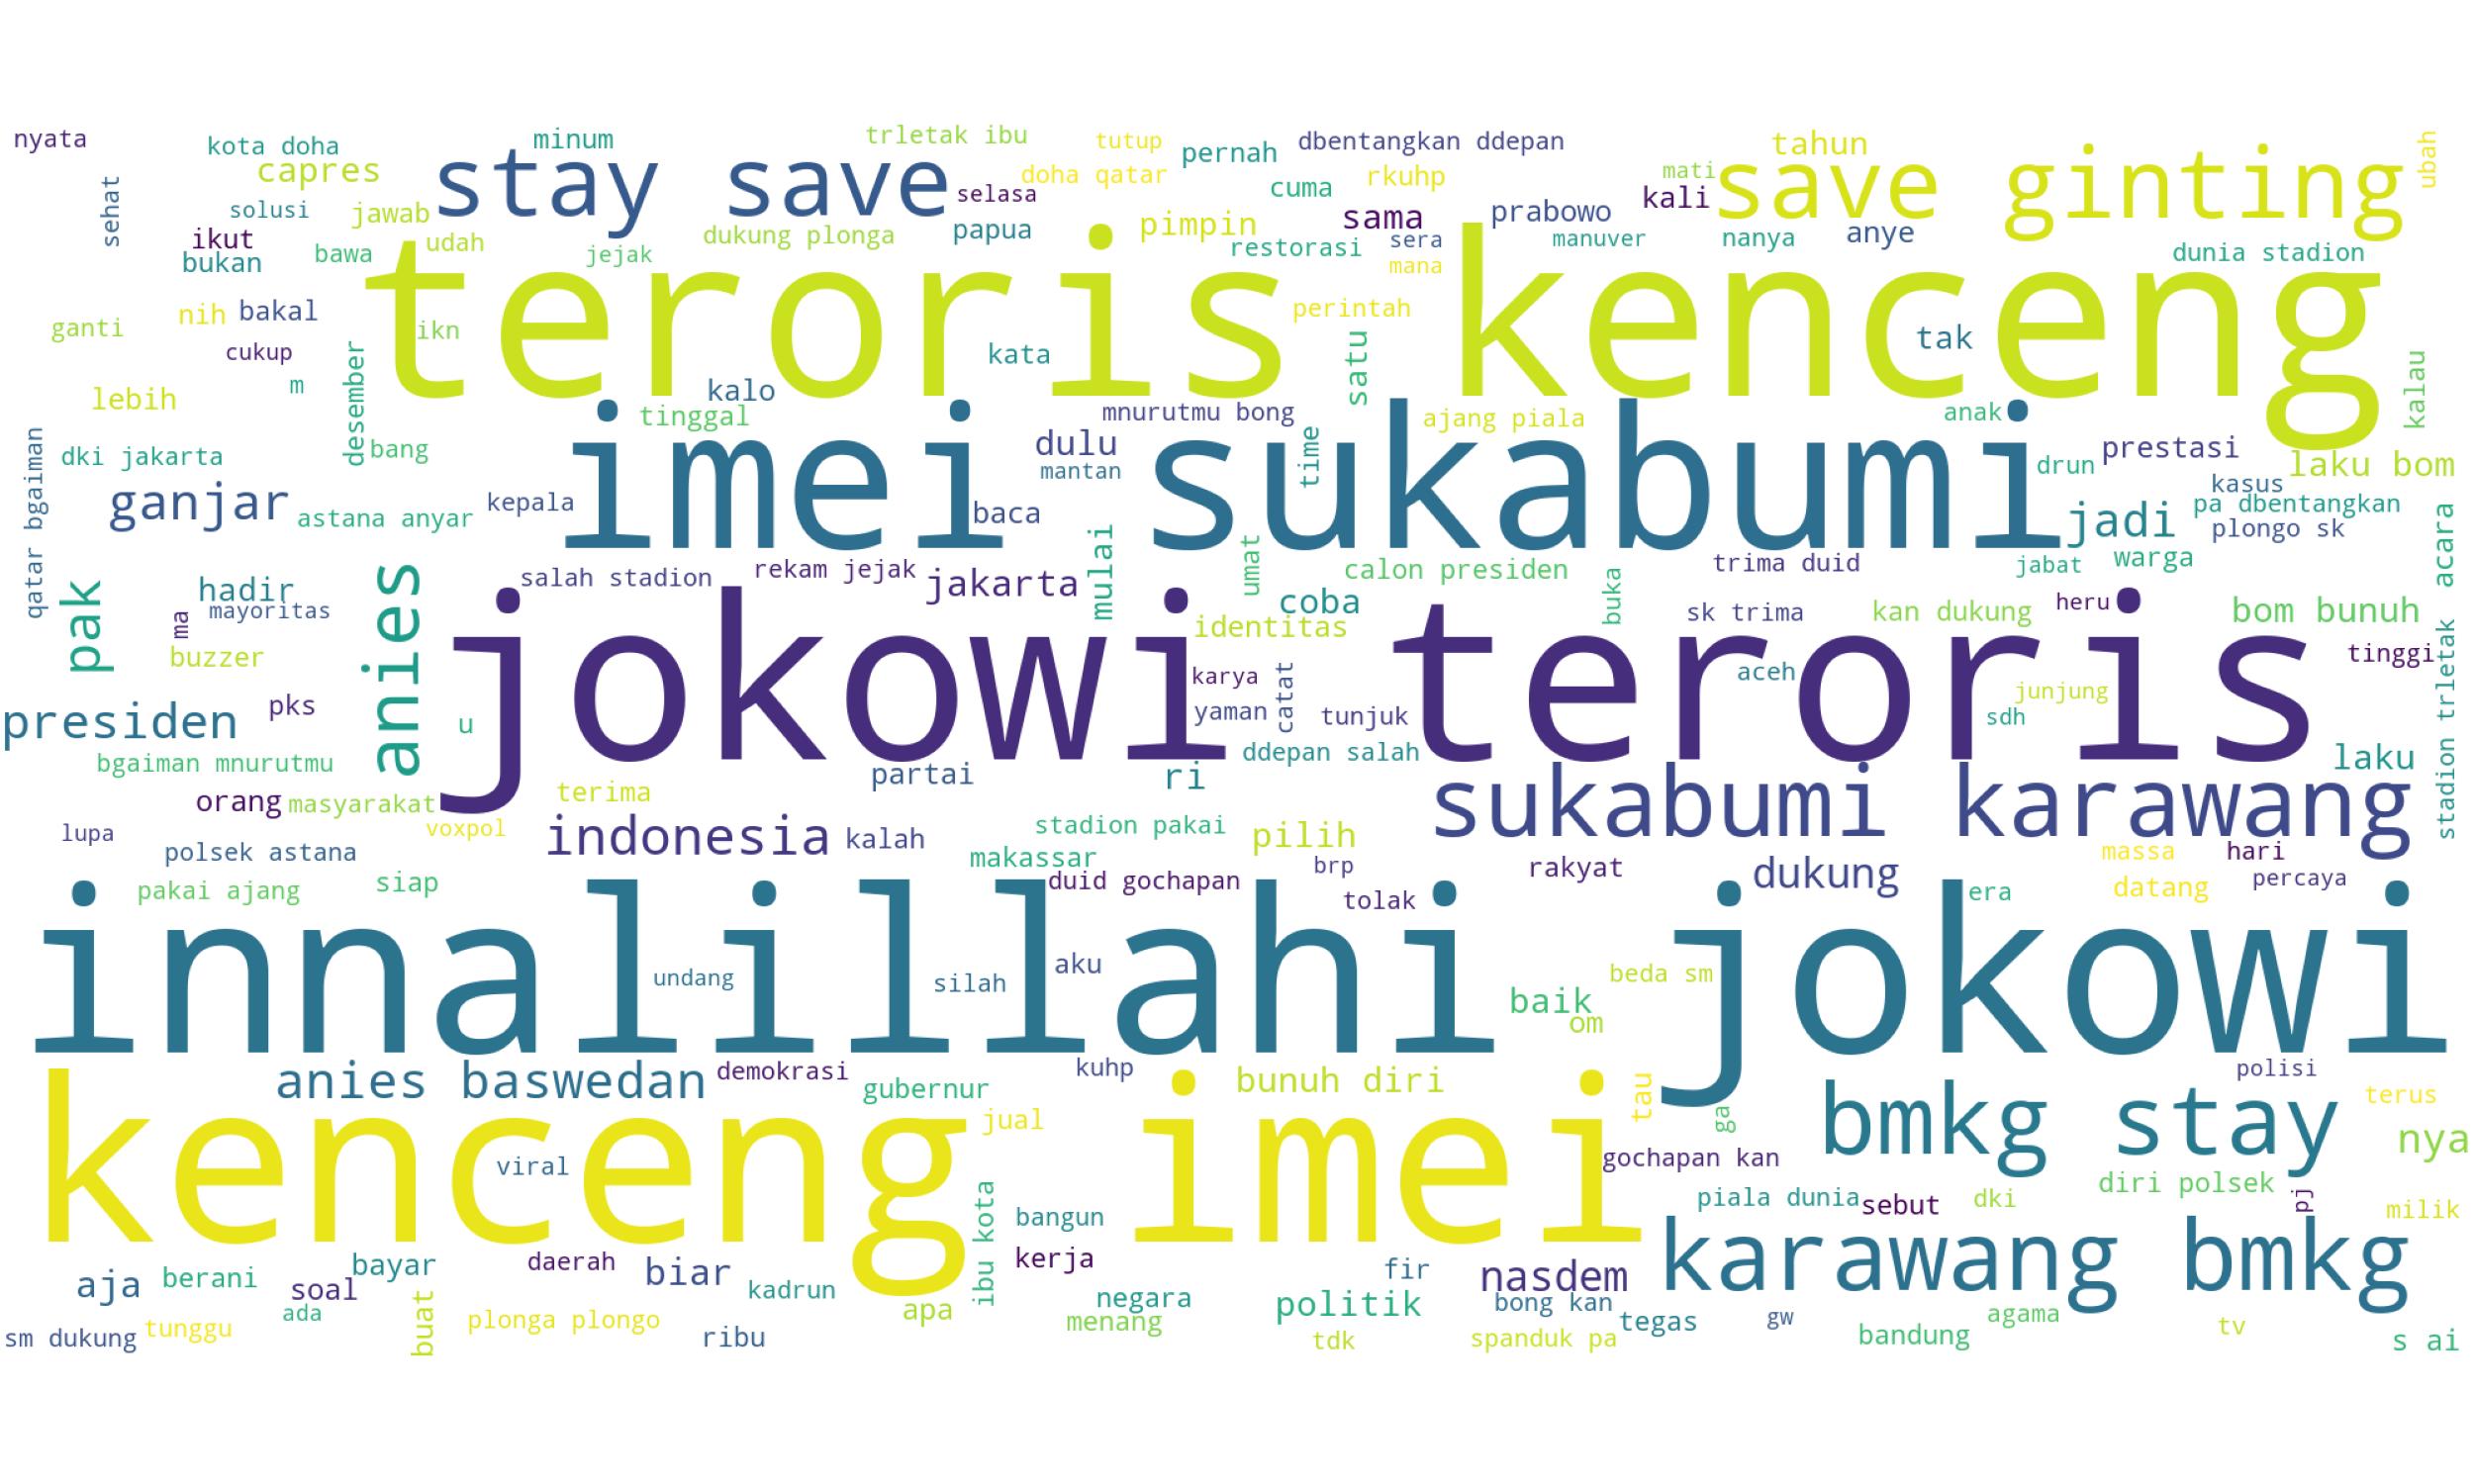 nyata
kota doha
minum
trletak ibu
tutup
pernah
dbentangkan ddepan
tahun
ubah
capres
stay save
selasa
doha qatar
cuma
rkuhp
mati
kali
save ginting
sehat
solusi
jawab
sama
prabowo
ikut
bukan
bawa
udah
jejak
dukung plonga
papua
pimpin
restorasi
sera
mana
manuver
nanya
anye
dunia stadion
teroris kenceng
ganti
nih
bakal
ikn
cukup
perintah
kata
satu
tak
lebih
m
desember
kalo
tinggal
mnurutmu bong
ajang piala
anak
kalau
qatar bgaiman
dki jakarta
bang
imei sukabumi
dulu
mantan
time
drun
prestasi
laku bom
ganjar
astana anyar
kepala
baca
jadi
kasus
pa dbentangkan
plongo sk
acara
pak
hadir
mayoritas
anies
salah stadion
rekam jejak
jakarta
mulai
umat
calon presiden
coba
buka
trima duid
jabat
warga
ma
buzzer
jokowi teroris
identitas
sk trima
kan dukung
heru
bom bunuh
tinggi
stadion trletak
presiden
pks
u
karya
yaman
catat
tunjuk
aceh
junjung
sdh
bgaiman mnurutmu
partai
ri
ddepan salah
laku
orang
masyarakat
terima
sukabumi karawang
lupa
voxpol
indonesia
kalah
stadion pakai
pilih
polsek astana
makassar
brp
rakyat
dukung
massa
hari
pakai ajang
siap
duid gochapan
tolak
era
datang
percaya
innalillahi jokowi
undang
silah
aku
beda sm
baik
om
anies baswedan
demokrasi
gubernur
kuhp
bunuh diri
polisi
terus
kenceng imei
jual
tau
ga
bmkg stay
nya
viral
gochapan kan
ibu kota
bangun
piala dunia
sebut
dki
diri polsek
pj
milik
aja
berani
soal
bayar
daerah
biar
kadrun
kerja
fir
nasdem
karawang bmkg
ada
buat
apa
negara
politik
bong kan
sm dukung
tunggu
plonga plongo
ribu
menang
tdk
spanduk pa
tegas
gw
bandung
agama
tv
s ai